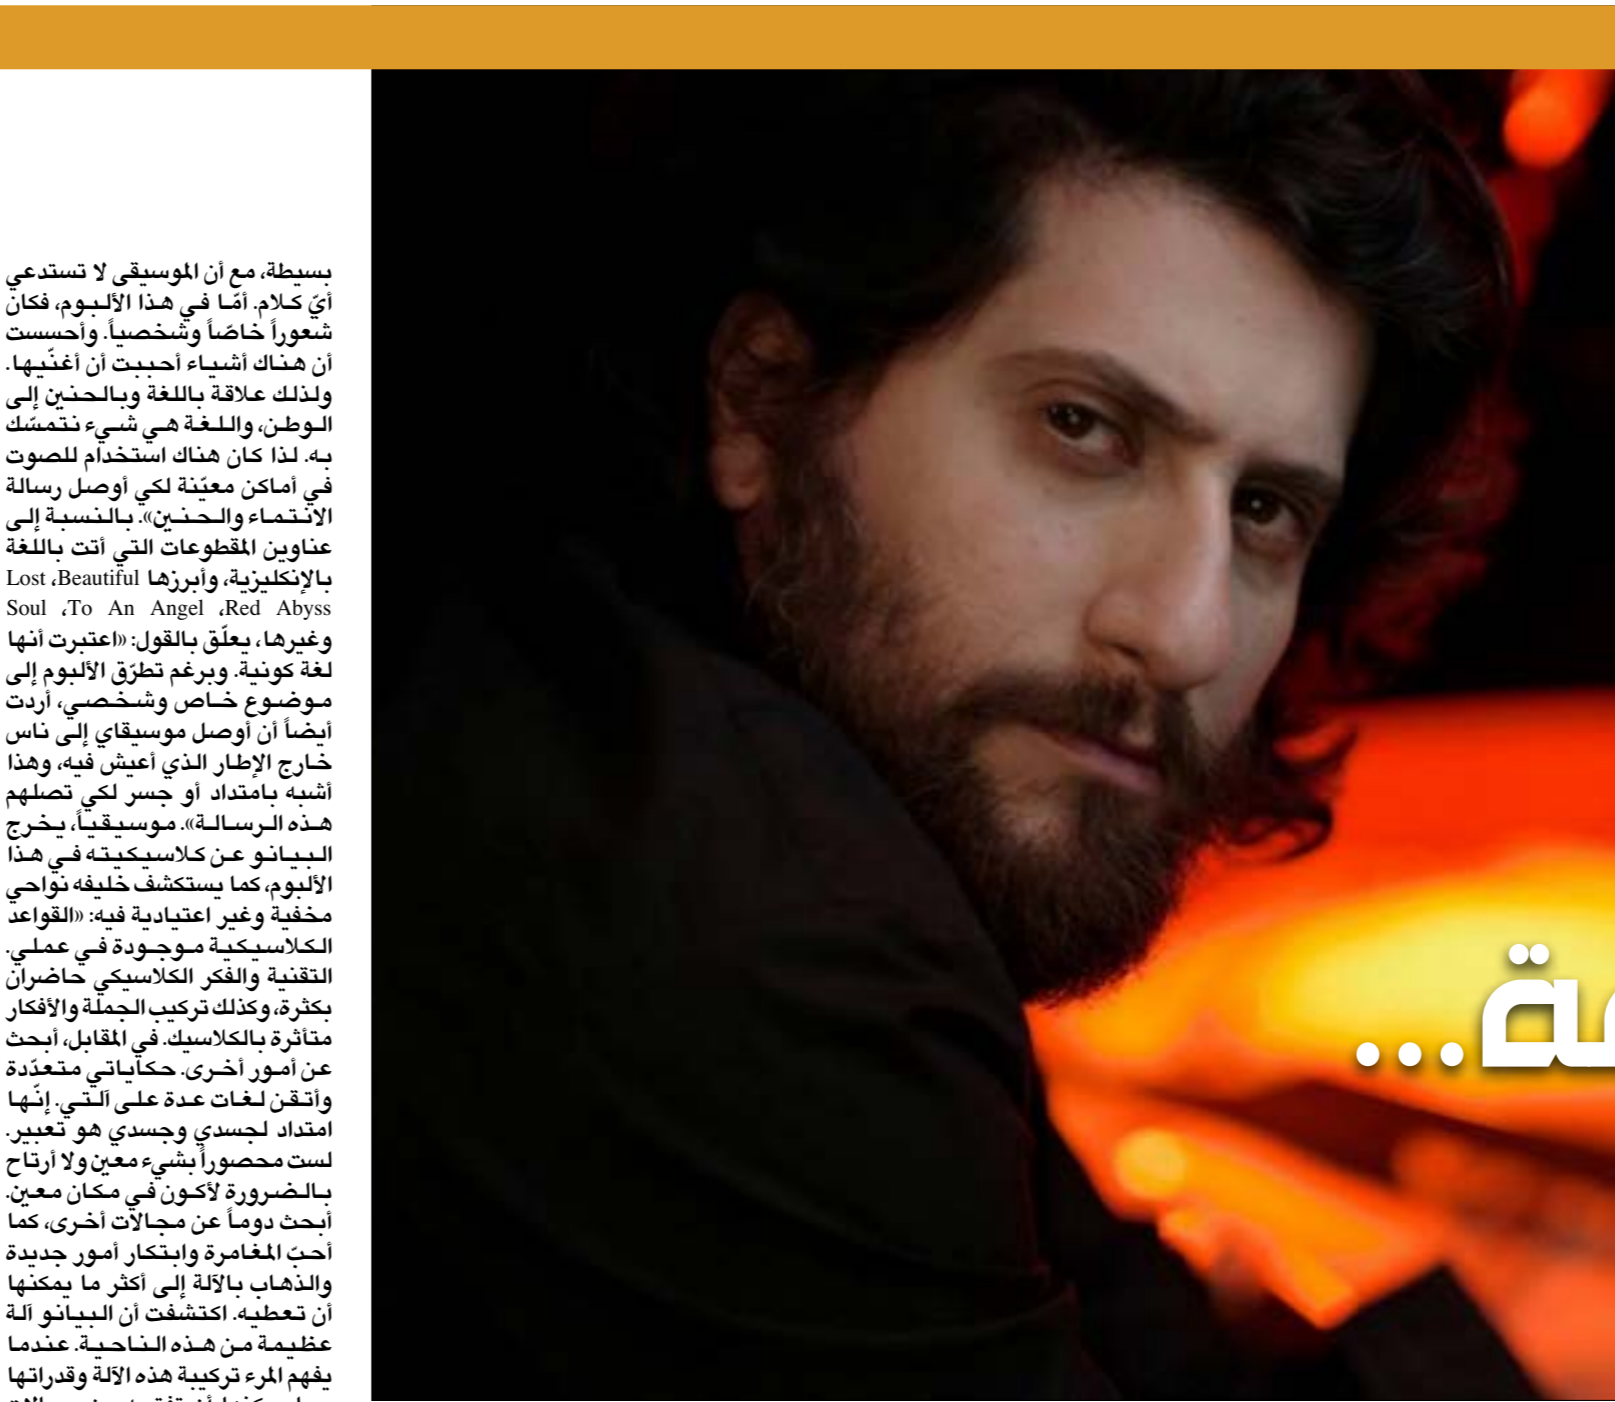 بسيطة، مع أن الموسيقى لا تستدعي
أيّ كلام. أمّا في هذا الألبوم، فكان
شعوراً خاصّاً وشخصياً. وأحسست
أن هناك أشياء أحببت أن أغنّيها.
ولذلك علاقة باللغة وبالحنين إلى
الوطن، واللغة هي شيء نتمسّك
به. لذا كان هناك استخدام للصوت
في أماكن معيّنة لكي أوصل رسالة
الانتماء والحنين». بالنسبة إلى
عناوين المقطوعات التي أتت باللغة
بالإنكليزية، وأبرزها Lost ،Beautiful
Soul ،To An Angel ،Red Abyss
وغيرها، يعلّق بالقول: «اعتبرت أنها
لغة كونية. وبرغم تطرّق الألبوم إلى
موضوع خاص وشخصي، أردت
أيضاً أن أوصل موسيقاي إلى ناس
خارج الإطار الذي أعيش فيه، وهذا
أشبه بامتداد أو جسر لكي تصلهم
هذه الرسالة». موسيقياً، يخرج
البيانو عن كلاسيكيته في هذا
الألبوم، كما يستكشف خليفه نواحي
مخفية وغير اعتيادية فيه: «القواعد
الكلاسيكية موجودة في عملي.
التقنية والفكر الكلاسيكي حاضران
بكثرة، وكذلك تركيب الجملة والأفكار
متأثرة بالكلاسيك. في المقابل، أبحث
عن أمور أخرى. حكاياتي متعدّدة
وأتقن لغات عدة على آلتي. إنّها
امتداد لجسدي وجسدي هو تعبير.
لست محصوراً بشيء معين ولا أرتاح
بالضرورة لأكون في مكان معين.
أبحث دوماً عن مجالات أخرى، كما
أحبّ المغامرة وابتكار أمور جديدة
والذهاب بالآلة إلى أكثر ما يمكنها
أن تعطيه. اكتشفت أن البيانو آلة
عظيمة من هذه الناحية. عندما
يفهم المرء تركيبة هذه الآلة وقدراتها